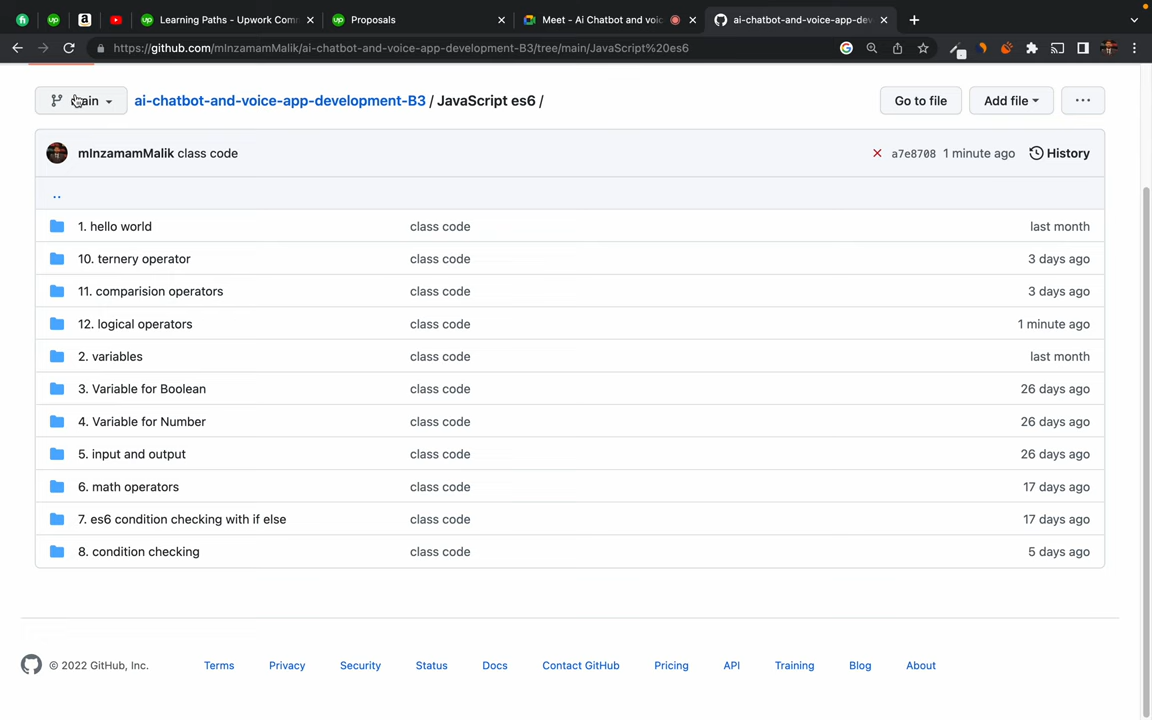 Learning Paths - Upwork Com
Proposals
Meet - Ai Chatbot and voic
ai-chatbot-and-voice-app-dev
https://github.com/mInzamamMalik/ai-chatbot-and-voice-app-development-B3/tree/main/JavaScript%20es6
main
ai-chatbot-and-voice-app-development-B3 / JavaScript es6 /
Go to file
Add file
mInzamamMalik class code
a7e8708 1 minute ago
History
..
1. hello world class code last month
10. ternery operator class code 3 days ago
11. comparision operators class code 3 days ago
12. logical operators class code 1 minute ago
2. variables class code last month
3. Variable for Boolean class code 26 days ago
4. Variable for Number class code 26 days ago
5. input and output class code 26 days ago
6. math operators class code 17 days ago
7. es6 condition checking with if else class code 17 days ago
8. condition checking class code 5 days ago
© 2022 GitHub, Inc. Terms Privacy Security Status Docs Contact GitHub Pricing API Training Blog About